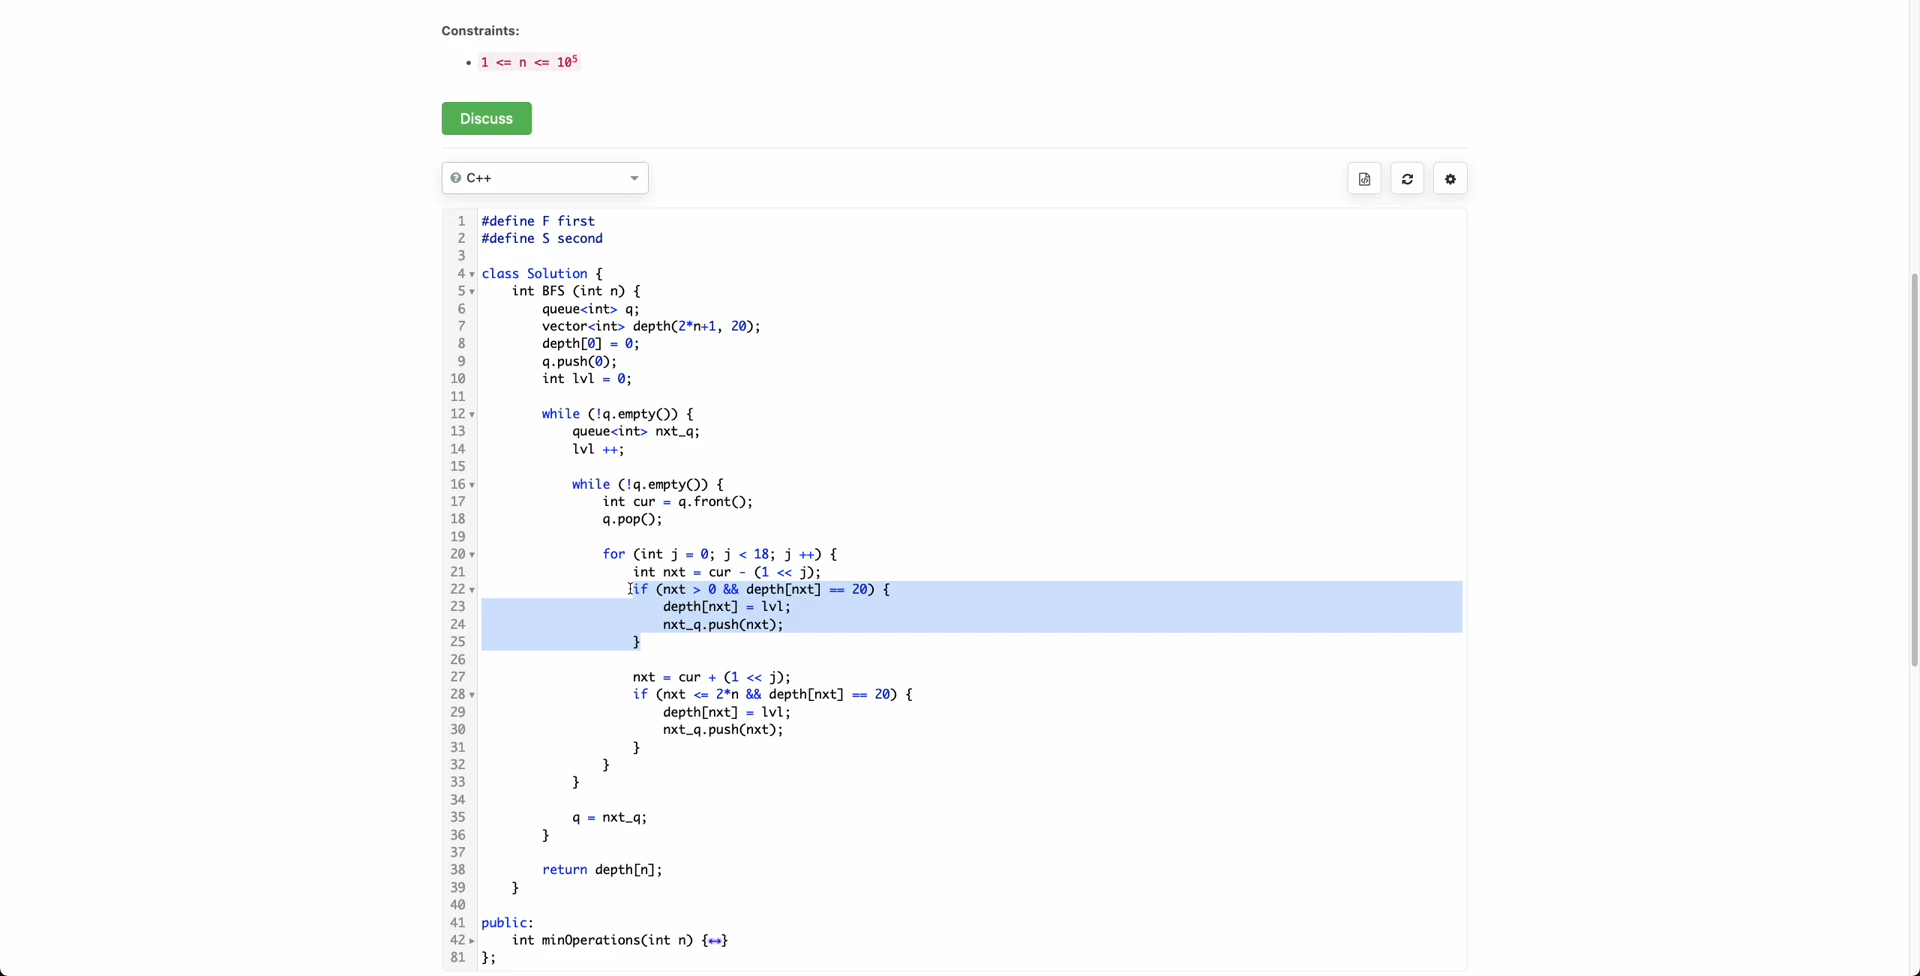 Constraints:
• 1 <= n <= 10⁵
Discuss
C++
1 #define F first
2 #define S second
3
4 class Solution {
5     int BFS (int n) {
6         queue<int> q;
7         vector<int> depth(2*n+1, 20);
8         depth[0] = 0;
9         q.push(0);
10         int lvl = 0;
11
12         while (!q.empty()) {
13             queue<int> nxt_q;
14             lvl ++;
15
16             while (!q.empty()) {
17                 int cur = q.front();
18                 q.pop();
19
20                 for (int j = 0; j < 18; j ++) {
21                     int nxt = cur - (1 << j);
22                     if (nxt > 0 && depth[nxt] == 20) {
23                         depth[nxt] = lvl;
24                         nxt_q.push(nxt);
25                     }
26
27                     nxt = cur + (1 << j);
28                     if (nxt <= 2*n && depth[nxt] == 20) {
29                         depth[nxt] = lvl;
30                         nxt_q.push(nxt);
31                     }
32                 }
33             }
34
35             q = nxt_q;
36         }
37
38         return depth[n];
39     }
40
41 public:
42     int minOperations(int n) {↔}
81 };